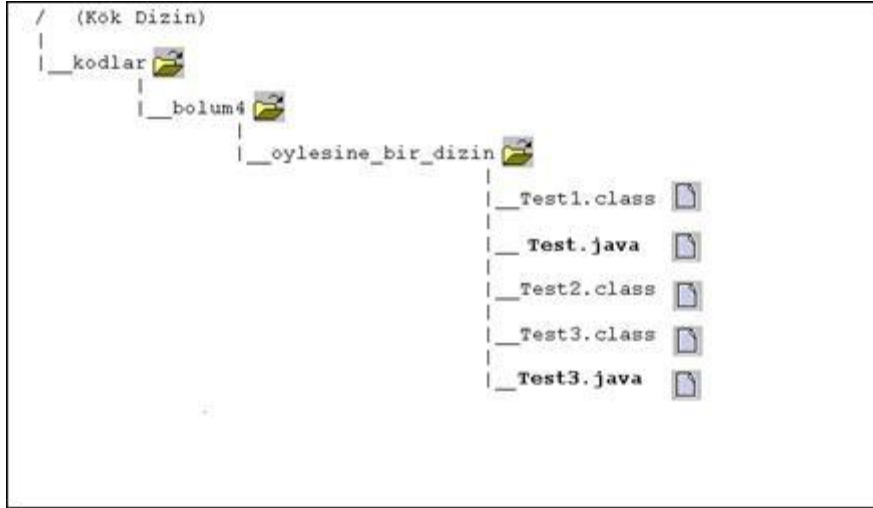 / (Kök Dizin)
|
|__kodlar
|
|__bolum4
|
|__oylesine_bir_dizin
|
|__Test1.class
|
|__ Test.java
|
|__Test2.class
|
|__Test3.class
|
|__Test3.java